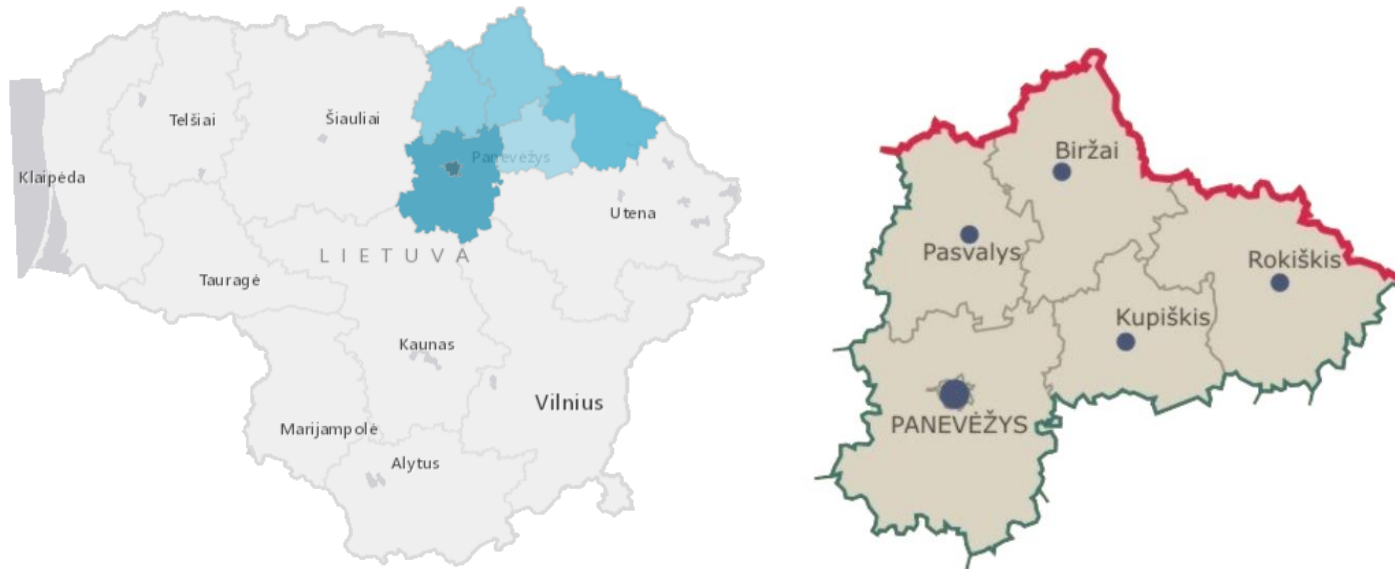 Telšiai
Šiauliai
Panevėžys
Klaipėda
Utena
LIETUVA
Tauragė
Kaunas
Vilnius
Marijampolė
Alytus
Biržai
Pasvalys
Rokiškis
Kupiškis
PANEVĖŽYS